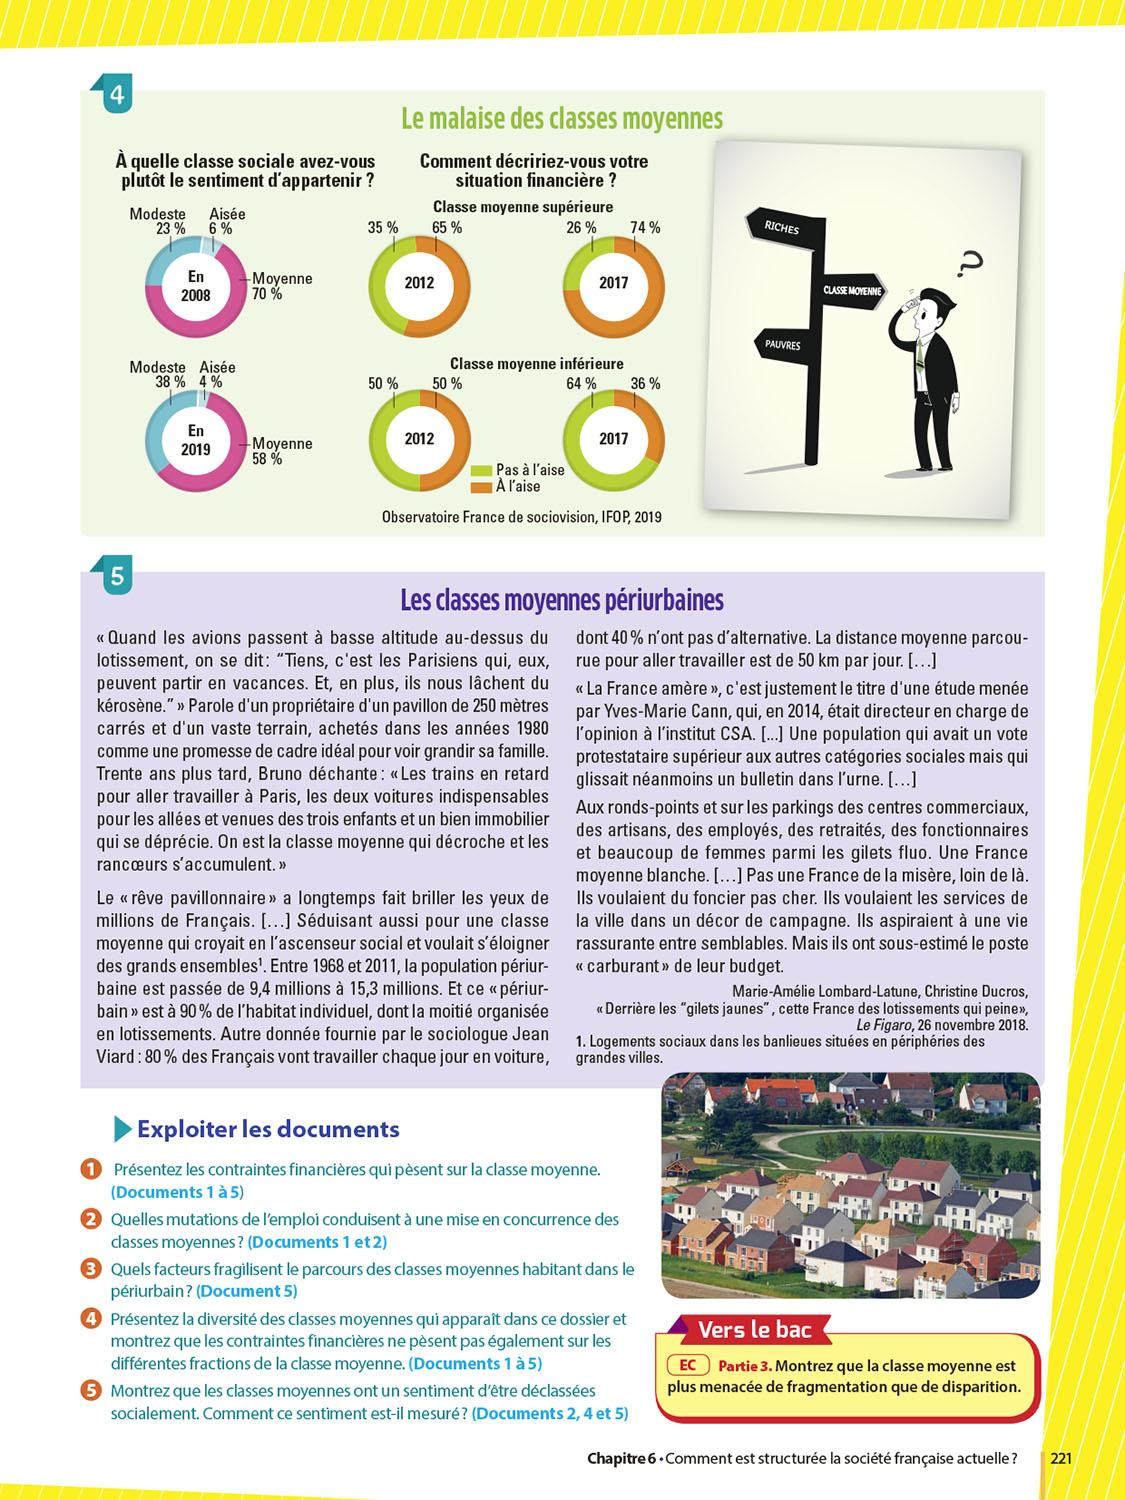 4
Le malaise des classes moyennes
À quelle classe sociale avez-vous
plutôt le sentiment d'appartenir ?
Comment décririez-vous votre
situation financière ?
Modeste
23 %
Aisée
6 %
En
2008
Moyenne
70 %
Modeste
38 %
Aisée
4 %
En
2019
Moyenne
58 %
Classe moyenne supérieure
35 %
65 %
2012
26 %
74 %
2017
Classe moyenne inférieure
50 %
50 %
2012
64 %
36 %
2017
Pas à l'aise
À l'aise
Observatoire France de sociovision, IFOP, 2019
RICHES
CLASSE MOYENNE
PAUVRES
?
5
Les classes moyennes périurbaines
« Quand les avions passent à basse altitude au-dessus du
lotissement, on se dit : “Tiens, c'est les Parisiens qui, eux,
peuvent partir en vacances. Et, en plus, ils nous lâchent du
kérosène.” » Parole d'un propriétaire d'un pavillon de 250 mètres
carrés et d'un vaste terrain, achetés dans les années 1980
comme une promesse de cadre idéal pour voir grandir sa famille.
Trente ans plus tard, Bruno déchante : « Les trains en retard
pour aller travailler à Paris, les deux voitures indispensables
pour les allées et venues des trois enfants et un bien immobilier
qui se déprécie. On est la classe moyenne qui décroche et les
rancœurs s'accumulent. »
Le « rêve pavillonnaire » a longtemps fait briller les yeux de
millions de Français. […] Séduisant aussi pour une classe
moyenne qui croyait en l'ascenseur social et voulait s'éloigner
des grands ensembles¹. Entre 1968 et 2011, la population périur-
baine est passée de 9,4 millions à 15,3 millions. Et ce « périur-
bain » est à 90 % de l'habitat individuel, dont la moitié organisée
en lotissements. Autre donnée fournie par le sociologue Jean
Viard : 80 % des Français vont travailler chaque jour en voiture,
dont 40 % n'ont pas d'alternative. La distance moyenne parcou-
rue pour aller travailler est de 50 km par jour. […]
« La France amère », c'est justement le titre d'une étude menée
par Yves-Marie Cann, qui, en 2014, était directeur en charge de
l'opinion à l'institut CSA. [...] Une population qui avait un vote
protestataire supérieur aux autres catégories sociales mais qui
glissait néanmoins un bulletin dans l'urne. […]
Aux ronds-points et sur les parkings des centres commerciaux,
des artisans, des employés, des retraités, des fonctionnaires
et beaucoup de femmes parmi les gilets fluo. Une France
moyenne blanche. […] Pas une France de la misère, loin de là.
Ils voulaient du foncier pas cher. Ils voulaient les services de
la ville dans un décor de campagne. Ils aspiraient à une vie
rassurante entre semblables. Mais ils ont sous-estimé le poste
« carburant » de leur budget.
Marie-Amélie Lombard-Latune, Christine Ducros,
« Derrière les “gilets jaunes” , cette France des lotissements qui peine»,
Le Figaro, 26 novembre 2018.
1. Logements sociaux dans les banlieues situées en périphéries des
grandes villes.
Exploiter les documents
1 Présentez les contraintes financières qui pèsent sur la classe moyenne.
(Documents 1 à 5)
2 Quelles mutations de l'emploi conduisent à une mise en concurrence des
classes moyennes ? (Documents 1 et 2)
3 Quels facteurs fragilisent le parcours des classes moyennes habitant dans le
périurbain ? (Document 5)
4 Présentez la diversité des classes moyennes qui apparaît dans ce dossier et
montrez que les contraintes financières ne pèsent pas également sur les
différentes fractions de la classe moyenne. (Documents 1 à 5)
5 Montrez que les classes moyennes ont un sentiment d'être déclassées
socialement. Comment ce sentiment est-il mesuré ? (Documents 2, 4 et 5)
Vers le bac
EC Partie 3. Montrez que la classe moyenne est
plus menacée de fragmentation que de disparition.
Chapitre 6 • Comment est structurée la société française actuelle ? 221